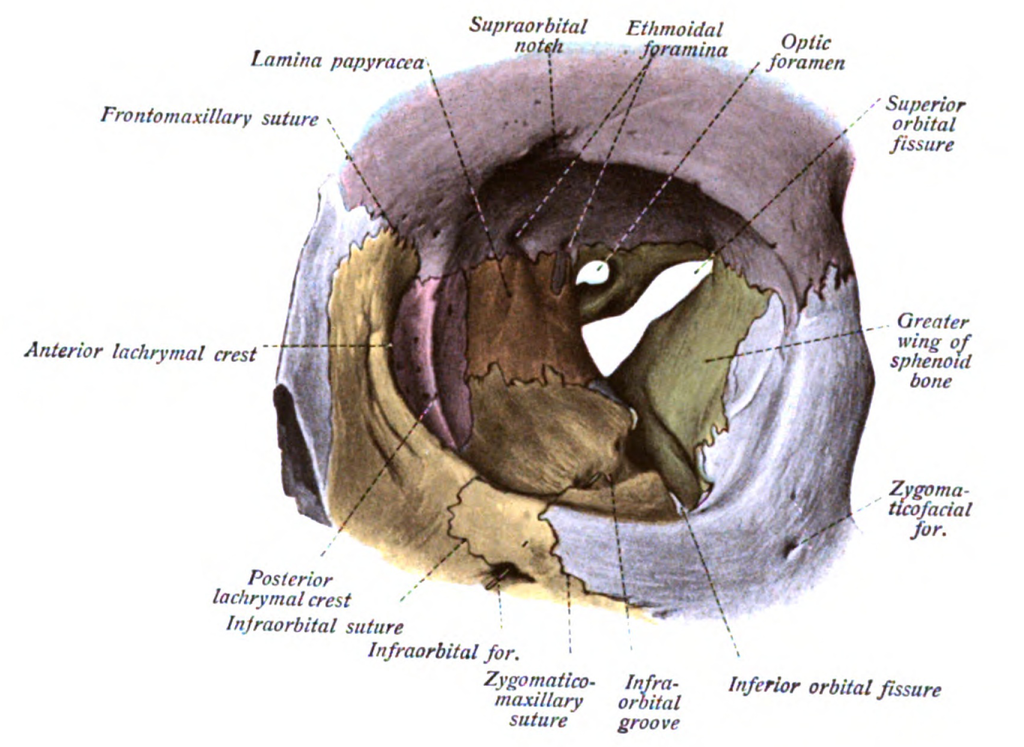 Supraorbital
notch
Ethmoidal
foramina
Optic
foramen
Lamina papyracea
Superior
orbital
fissure
Frontomaxillary suture
Anterior lachrymal crest
Greater
wing of
sphenoid
bone
Zygoma-
ticofacial
for.
Posterior
lachrymal crest
Infraorbital suture
Infraorbital for.
Zygomatico-
maxillary
suture
Infra-
orbital
groove
Inferior orbital fissure